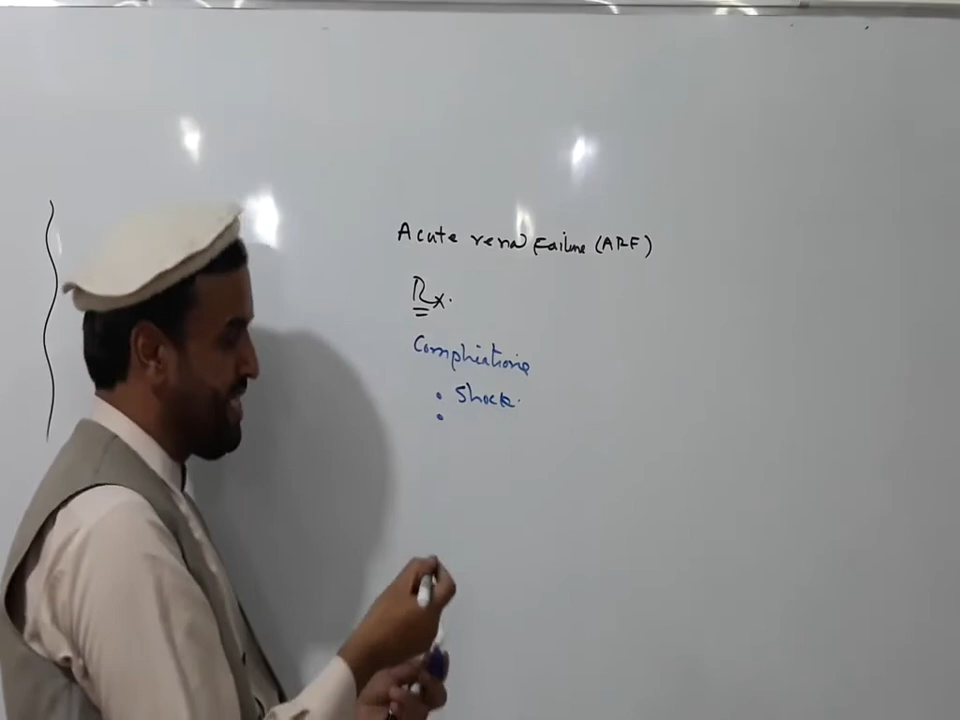 Acute renal Failure (ARF)
Rx.
Complications
• Shock.
•